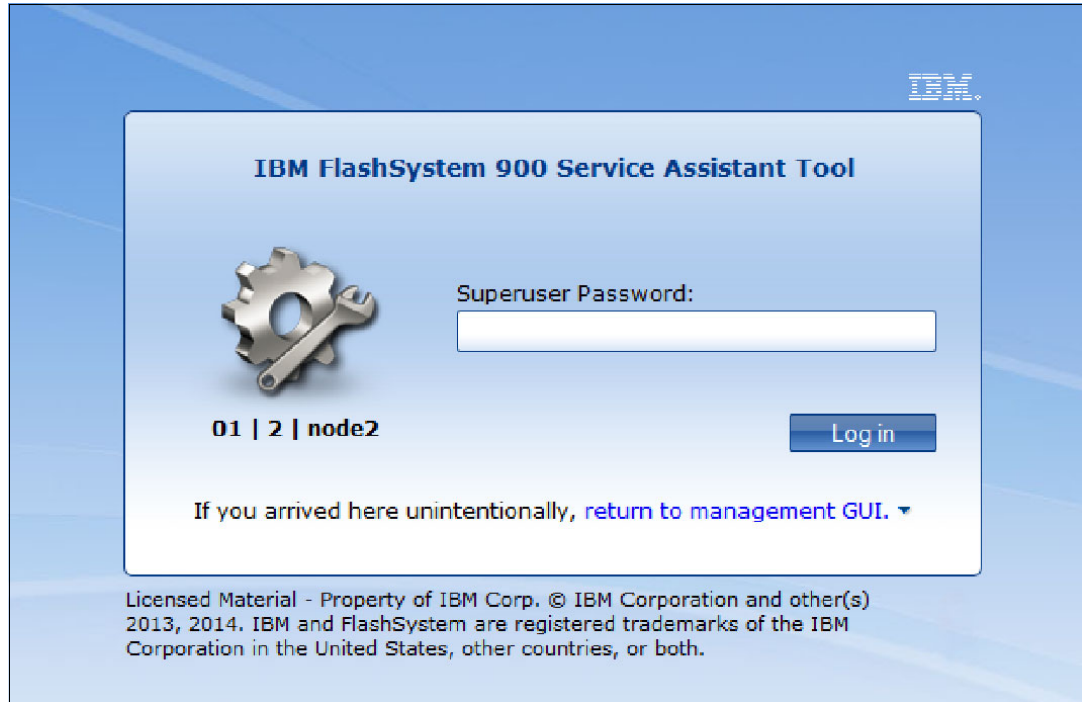 IBM.
IBM FlashSystem 900 Service Assistant Tool
Superuser Password:
01 | 2 | node2
Log in
If you arrived here unintentionally, return to management GUI.
Licensed Material - Property of IBM Corp. © IBM Corporation and other(s)
2013, 2014. IBM and FlashSystem are registered trademarks of the IBM
Corporation in the United States, other countries, or both.